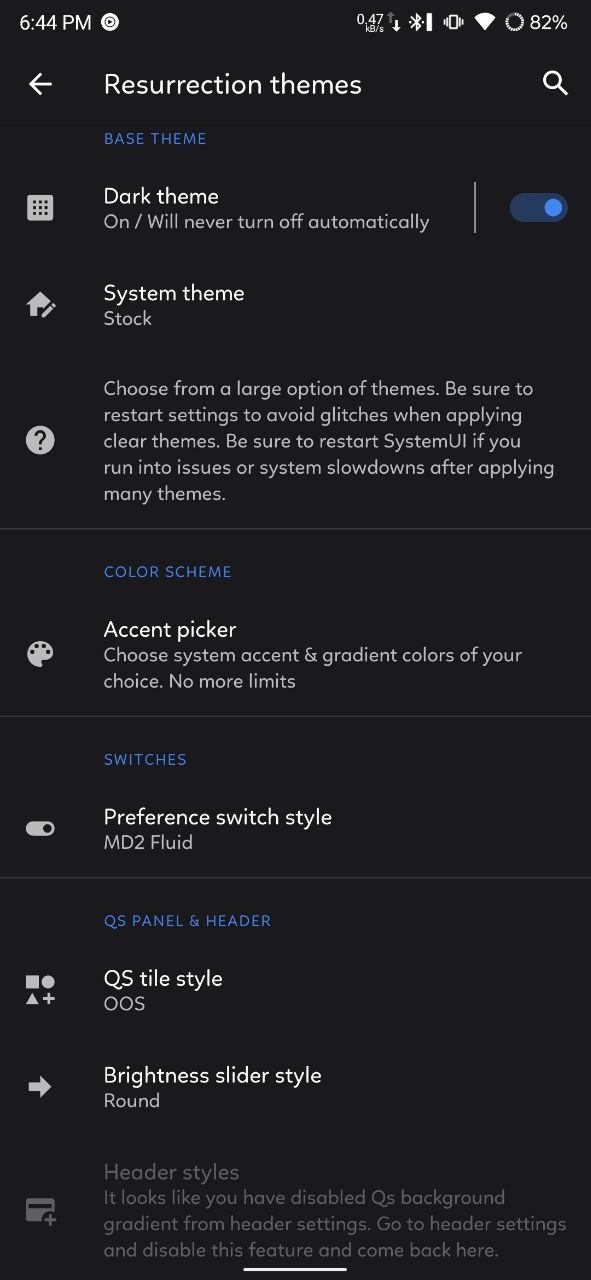 6:44 PM 0.47 kB/s 82%
Resurrection themes
BASE THEME
Dark theme
On / Will never turn off automatically
System theme
Stock
Choose from a large option of themes. Be sure to
restart settings to avoid glitches when applying
clear themes. Be sure to restart SystemUI if you
run into issues or system slowdowns after applying
many themes.
COLOR SCHEME
Accent picker
Choose system accent & gradient colors of your
choice. No more limits
SWITCHES
Preference switch style
MD2 Fluid
QS PANEL & HEADER
QS tile style
OOS
Brightness slider style
Round
Header styles
It looks like you have disabled Qs background
gradient from header settings. Go to header settings
and disable this feature and come back here.